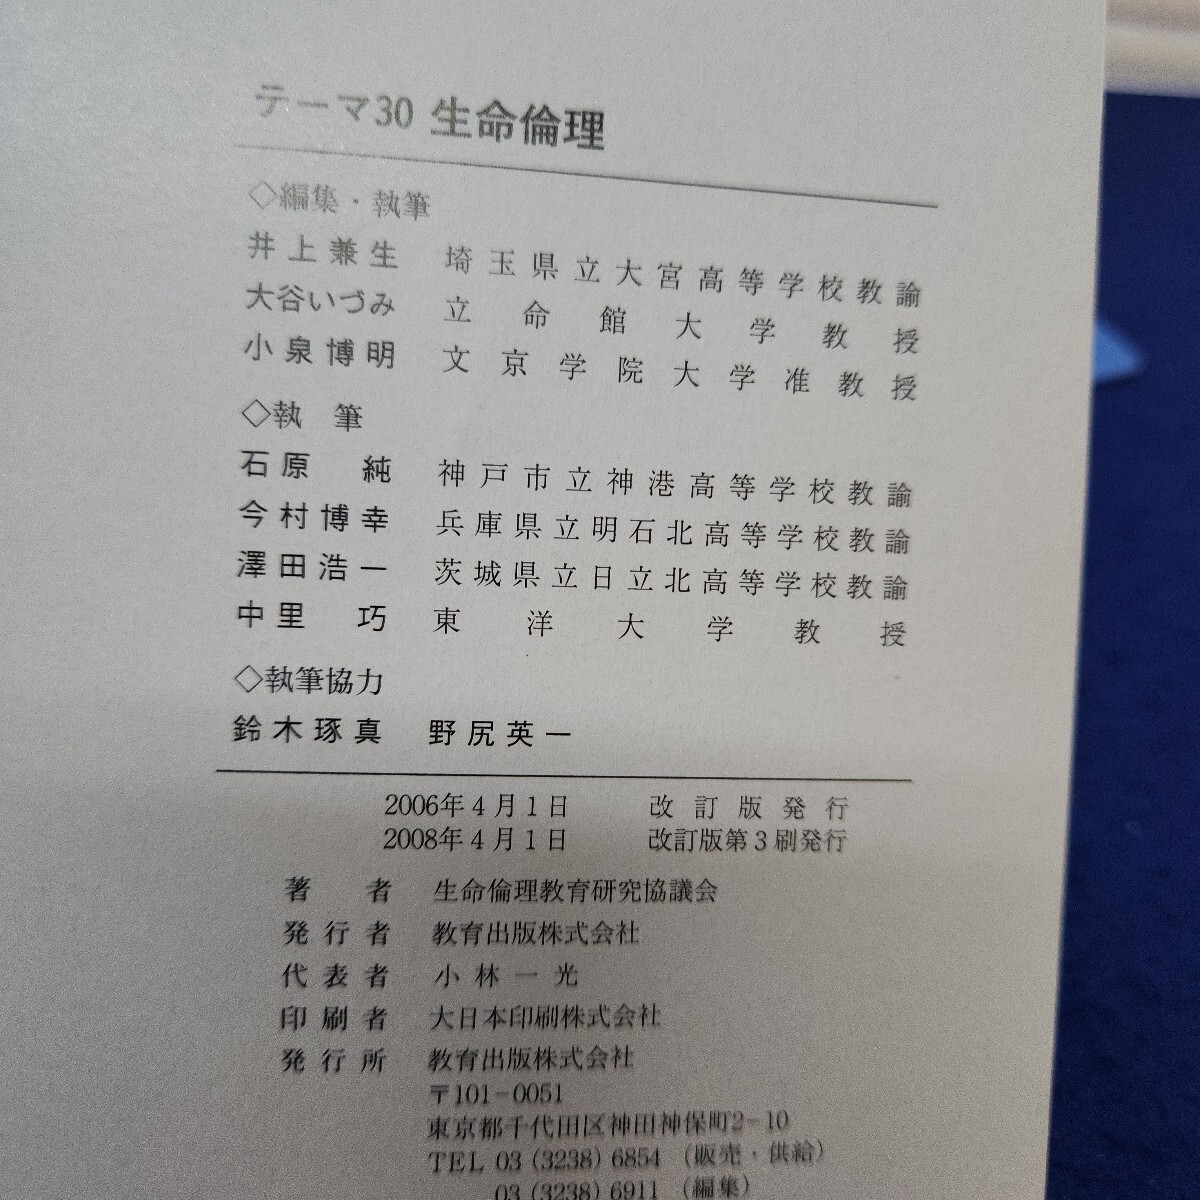 テーマ30 生命倫理
◇編集・執筆
井上兼生 埼玉県立大宮高等学校教諭
大谷いづみ 立命館大学教授
小泉博明 文京学院大学准教授
◇執筆
石原 純 神戸市立神港高等学校教諭
今村博幸 兵庫県立明石北高等学校教諭
澤田浩一 茨城県立日立北高等学校教諭
中里 巧 東洋大学教授
◇執筆協力
鈴木琢真 野尻英一
2006年4月1日 改訂版発行
2008年4月1日 改訂版第3刷発行
著者 生命倫理教育研究協議会
発行者 教育出版株式会社
代表者 小林一光
印刷者 大日本印刷株式会社
発行所 教育出版株式会社
〒101-0051
東京都千代田区神田神保町2-10
TEL 03 (3238) 6854 (販売・供給)
03 (3238) 6911 (編集)